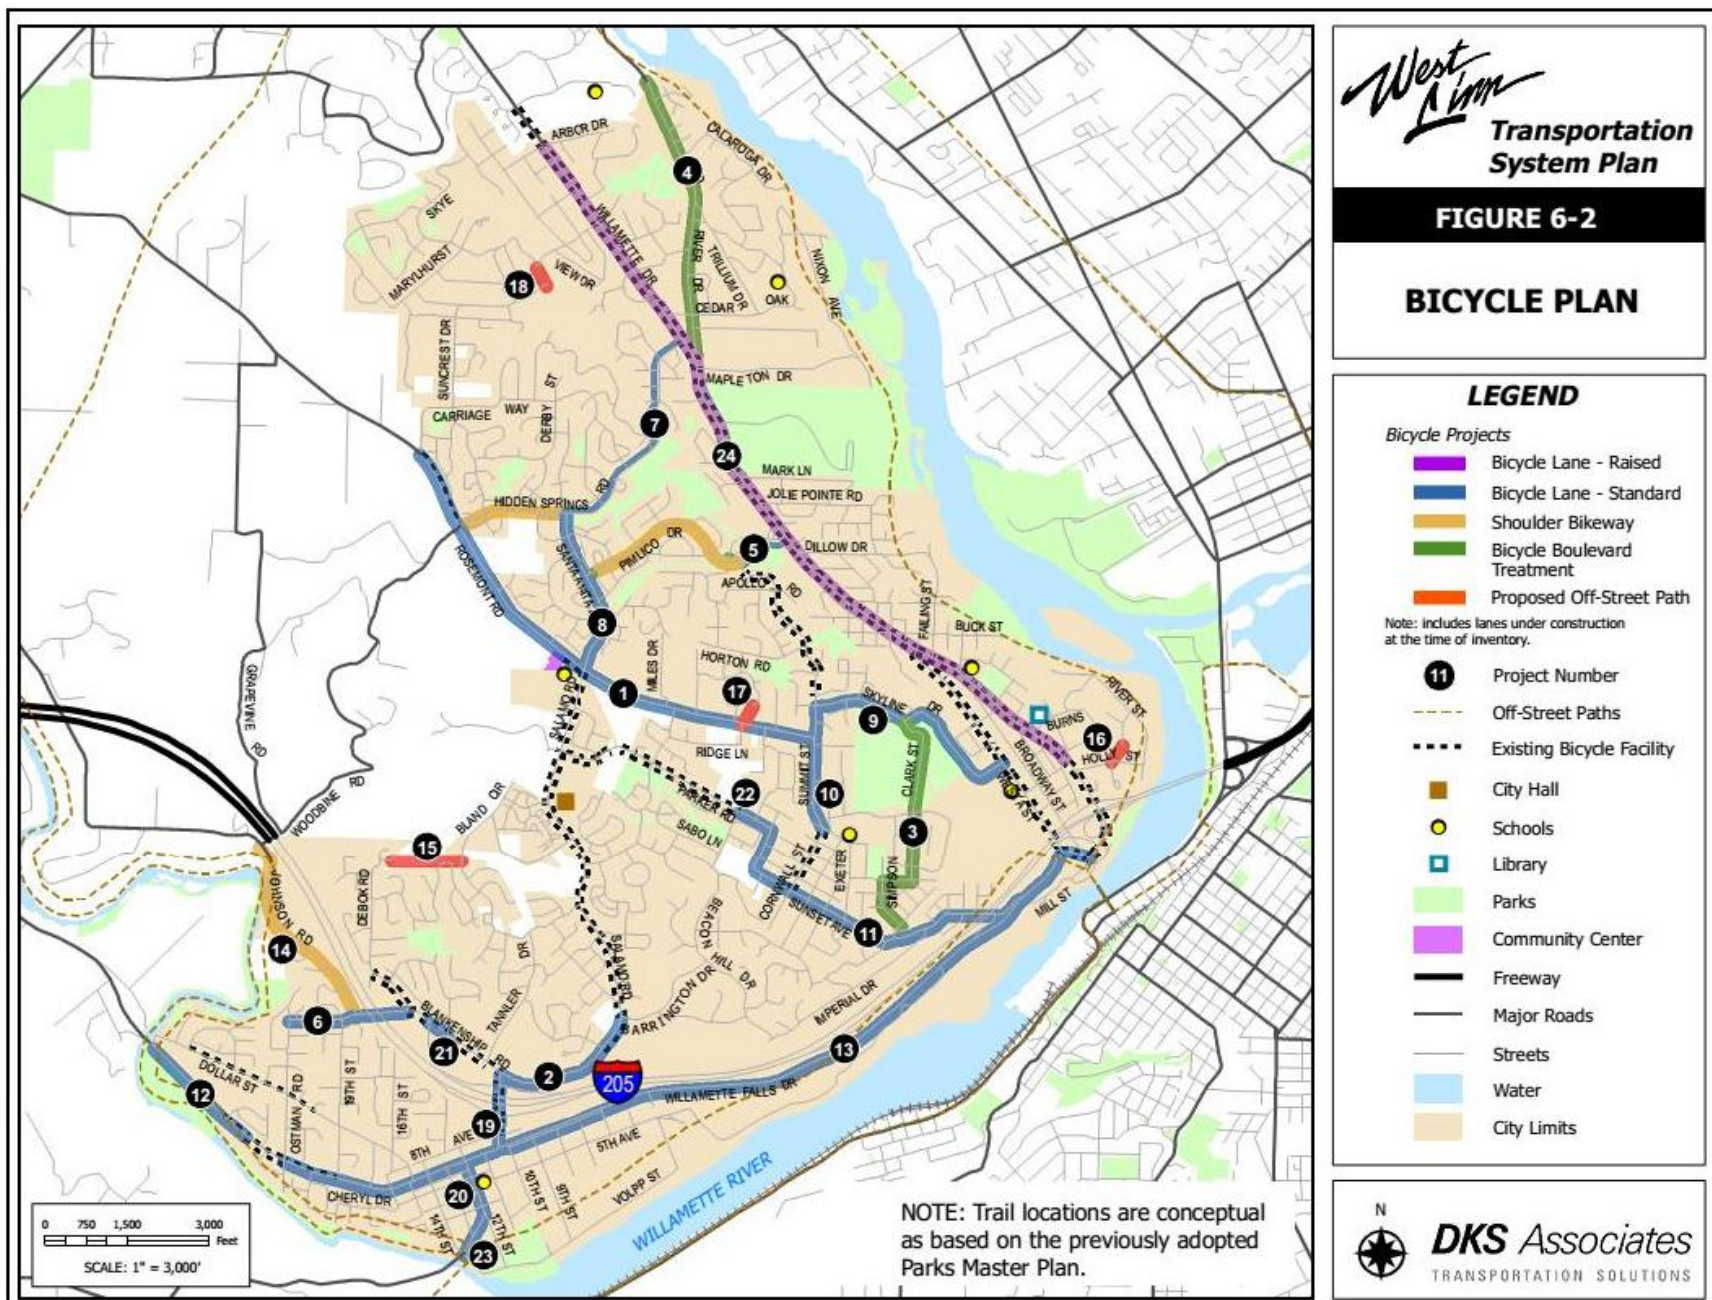 West
Linn
Transportation
System Plan
FIGURE 6-2
BICYCLE PLAN
LEGEND
Bicycle Projects
Bicycle Lane - Raised
Bicycle Lane - Standard
Shoulder Bikeway
Bicycle Boulevard
Treatment
Proposed Off-Street Path
Note: includes lanes under construction
at the time of inventory.
11 Project Number
Off-Street Paths
Existing Bicycle Facility
City Hall
Schools
Library
Parks
Community Center
Freeway
Major Roads
Streets
Water
City Limits
N
DKS Associates
TRANSPORTATION SOLUTIONS
ARBOR DR
CALAROGA DR
4
SKYE
WILLAMETTE DR
MARYLHURST
18
VIEW DR
RIVER DR
TRILLIUM DR
CEDAR
OAK
NIXON AVE
SUNCREST DR
MAPLETON DR
CARRIAGE WAY
DERBY ST
7
24
MARK LN
JOLIE POINTE RD
HIDDEN SPRINGS RD
ROSEMONT RD
SANTA ANITA
PIMLICO DR
5
DILLOW DR
APOLLO RD
8
FAILING ST
BUCK ST
MILES DR
HORTON RD
GRAPEVINE RD
SALAMO RD
1
17
SKYLINE DR
9
RIVER ST
BURNS
16
HOLLY ST
RIDGE LN
SUMMIT ST
CLARK ST
BROADWAY ST
WOODBINE RD
BLAND CIR
PARKER RD
22
10
SABO LN
3
15
EXETER
SIMPSON
JOHNSON RD
DEBOK RD
CORNWALL ST
SUNSET AVE
11
MILL ST
14
BEACON HILL DR
SALAMO RD
BARRINGTON DR
IMPERIAL DR
TANNLER DR
6
BLANKENSHIP RD
21
2
205
13
DOLLAR ST
12
OSTMAN RD
19TH ST
16TH ST
WILLAMETTE FALLS DR
19
8TH AVE
5TH AVE
CHERYL DR
20
14TH ST
12TH ST
10TH ST
9TH ST
VOLPP ST
23
WILLAMETTE RIVER
0 750 1,500 3,000
Feet
SCALE: 1" = 3,000'
NOTE: Trail locations are conceptual
as based on the previously adopted
Parks Master Plan.